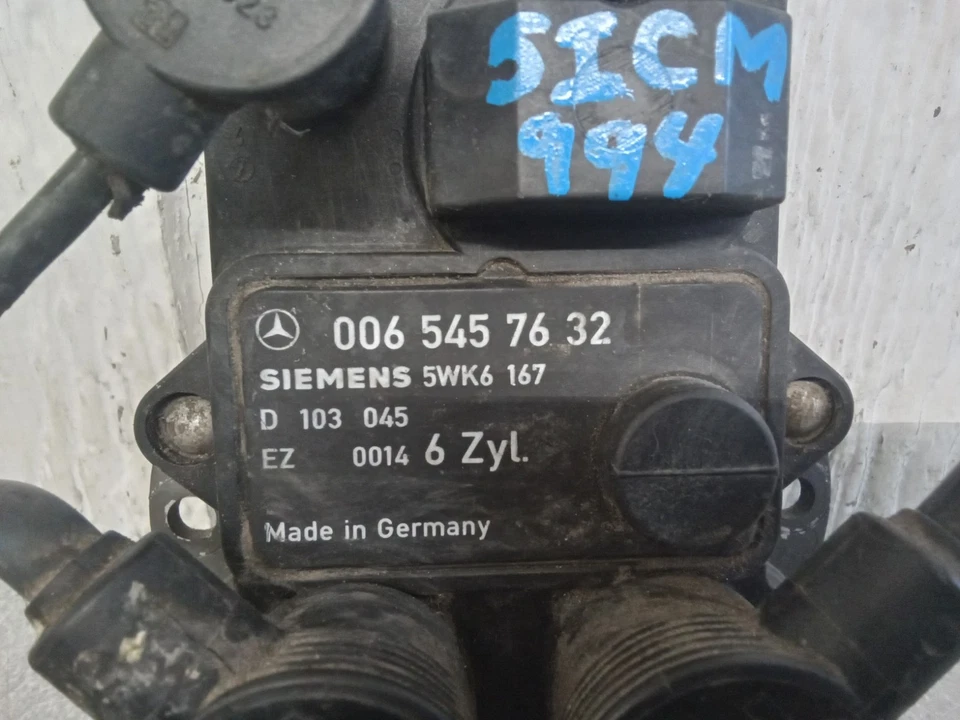 SICM
994
006 545 76 32
SIEMENS 5WK6 167
D 103 045
EZ 0014 6 Zyl.
Made in Germany